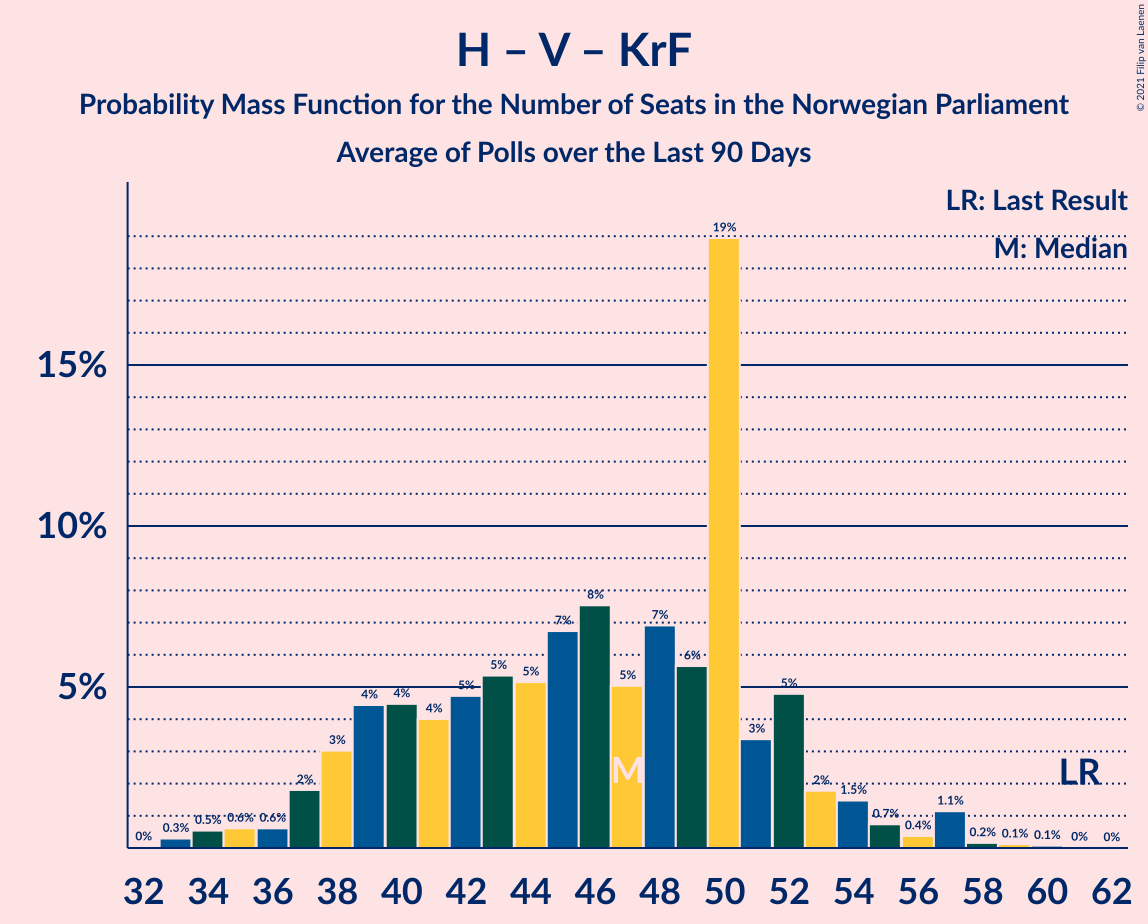 H – V – KrF
Probability Mass Function for the Number of Seats in the Norwegian Parliament
Average of Polls over the Last 90 Days
© 2021 Filip van Laenen
LR: Last Result
M: Median
15%
10%
5%
0% 0.3% 0.5% 0.6% 0.6% 2% 3% 4% 4% 4% 5% 5% 5% 7% 8% 5% 7% 6% 19% 3% 5% 2% 1.5% 0.7% 0.4% 1.1% 0.2% 0.1% 0.1% 0% 0%
M
LR
32 34 36 38 40 42 44 46 48 50 52 54 56 58 60 62